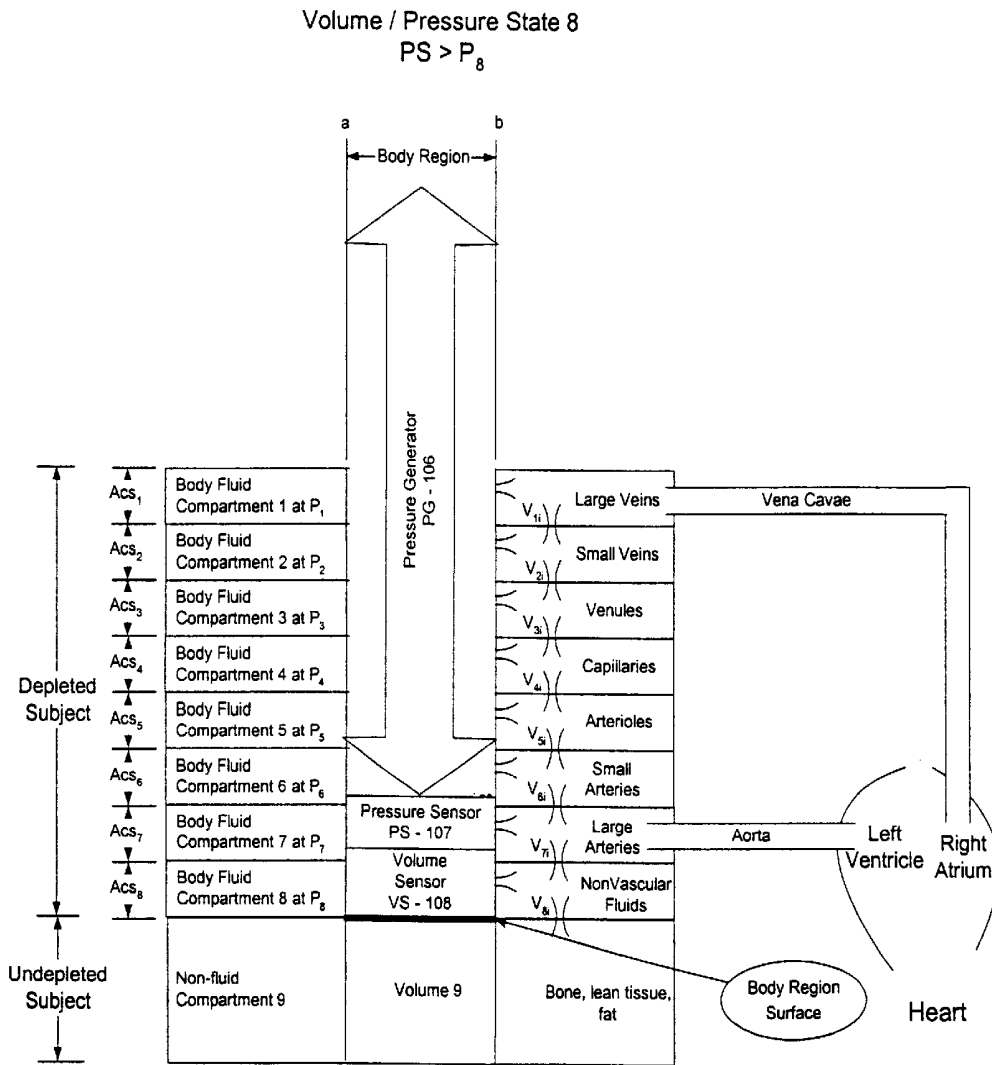 Volume / Pressure State 8
PS > P8
a
b
Body Region
Pressure Generator
PG - 106
Depleted
Subject
Undepleted
Subject
Acs1
Acs2
Acs3
Acs4
Acs5
Acs6
Acs7
Acs8
Body Fluid
Compartment 1 at P1
Body Fluid
Compartment 2 at P2
Body Fluid
Compartment 3 at P3
Body Fluid
Compartment 4 at P4
Body Fluid
Compartment 5 at P5
Body Fluid
Compartment 6 at P6
Body Fluid
Compartment 7 at P7
Body Fluid
Compartment 8 at P8
Non-fluid
Compartment 9
Pressure Sensor
PS - 107
Volume
Sensor
VS - 108
Volume 9
V1i
V2i
V3i
V4i
V5i
V6i
V7i
V8i
Large Veins
Small Veins
Venules
Capillaries
Arterioles
Small
Arteries
Large
Arteries
NonVascular
Fluids
Bone, lean tissue,
fat
Vena Cavae
Aorta
Left
Ventricle
Right
Atrium
Body Region
Surface
Heart